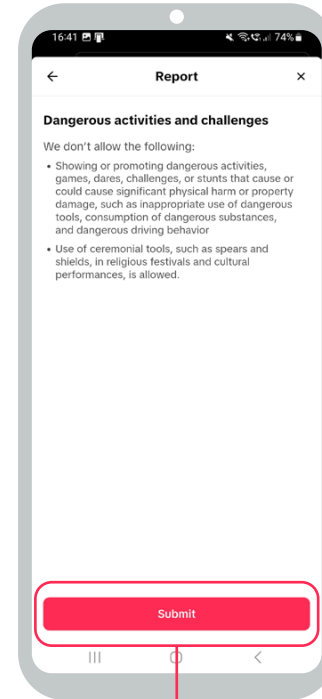 16:41 74%
Report
Dangerous activities and challenges
We don't allow the following:
• Showing or promoting dangerous activities,
games, dares, challenges, or stunts that cause or
could cause significant physical harm or property
damage, such as inappropriate use of dangerous
tools, consumption of dangerous substances,
and dangerous driving behavior
• Use of ceremonial tools, such as spears and
shields, in religious festivals and cultural
performances, is allowed.
Submit